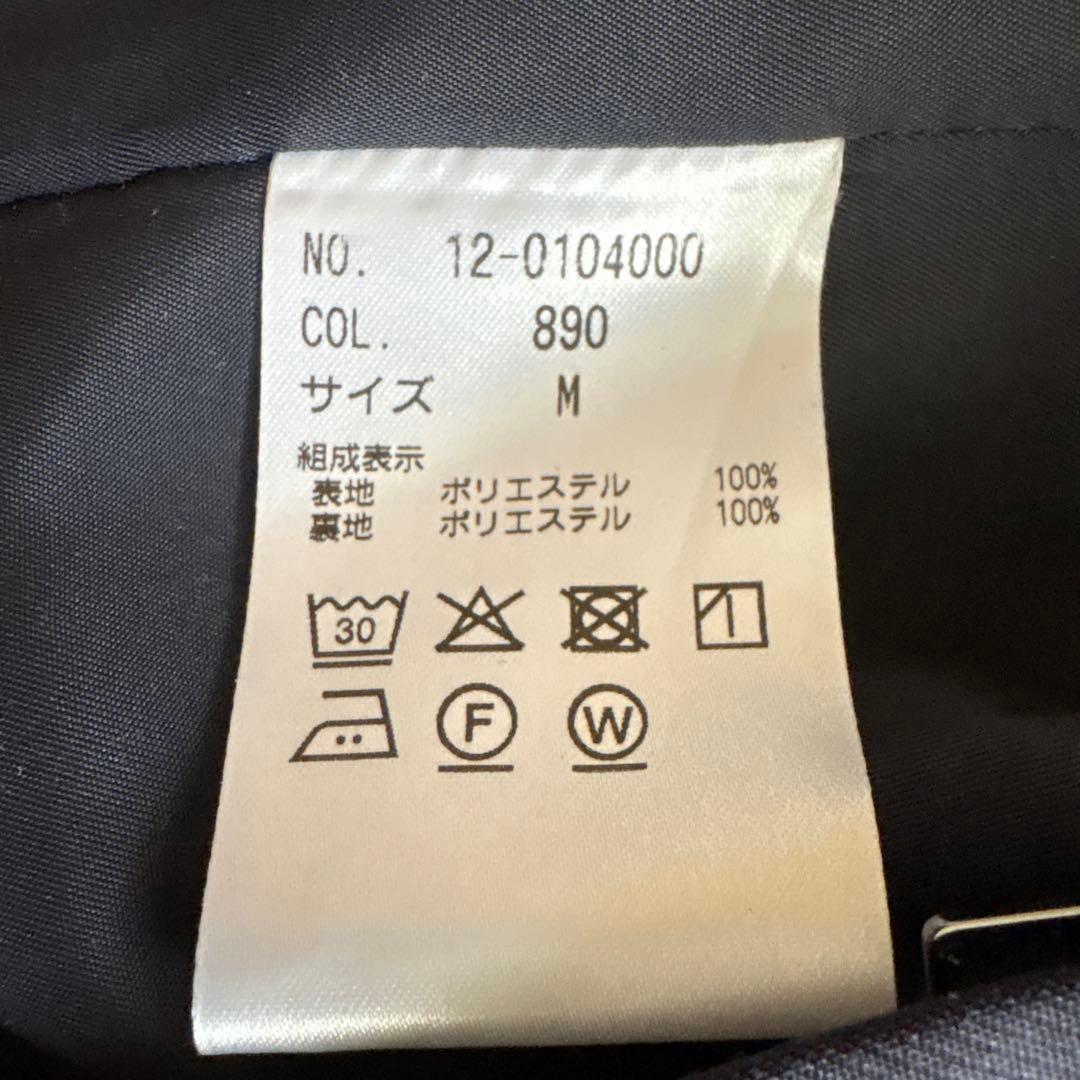 NO. 12-0104000
COL. 890
サイズ M
組成表示
表地 ポリエステル 100%
裏地 ポリエステル 100%
30
F W